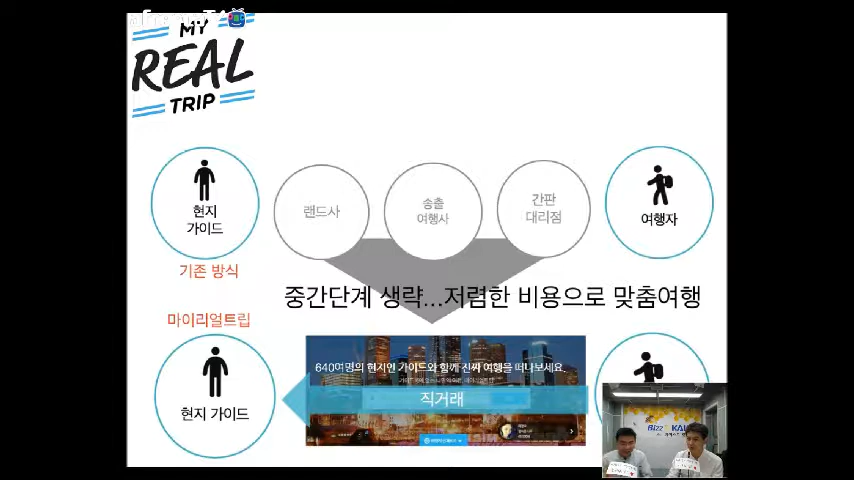 afreecaTV
MY
REAL
TRIP
현지
가이드
랜드사
송출
여행사
간판
대리점
여행자
기존 방식
중간단계 생략...저렴한 비용으로 맞춤여행
마이리얼트립
640여명의 현지인 가이드와 함께 진짜 여행을 떠나보세요.
직거래
현지 가이드